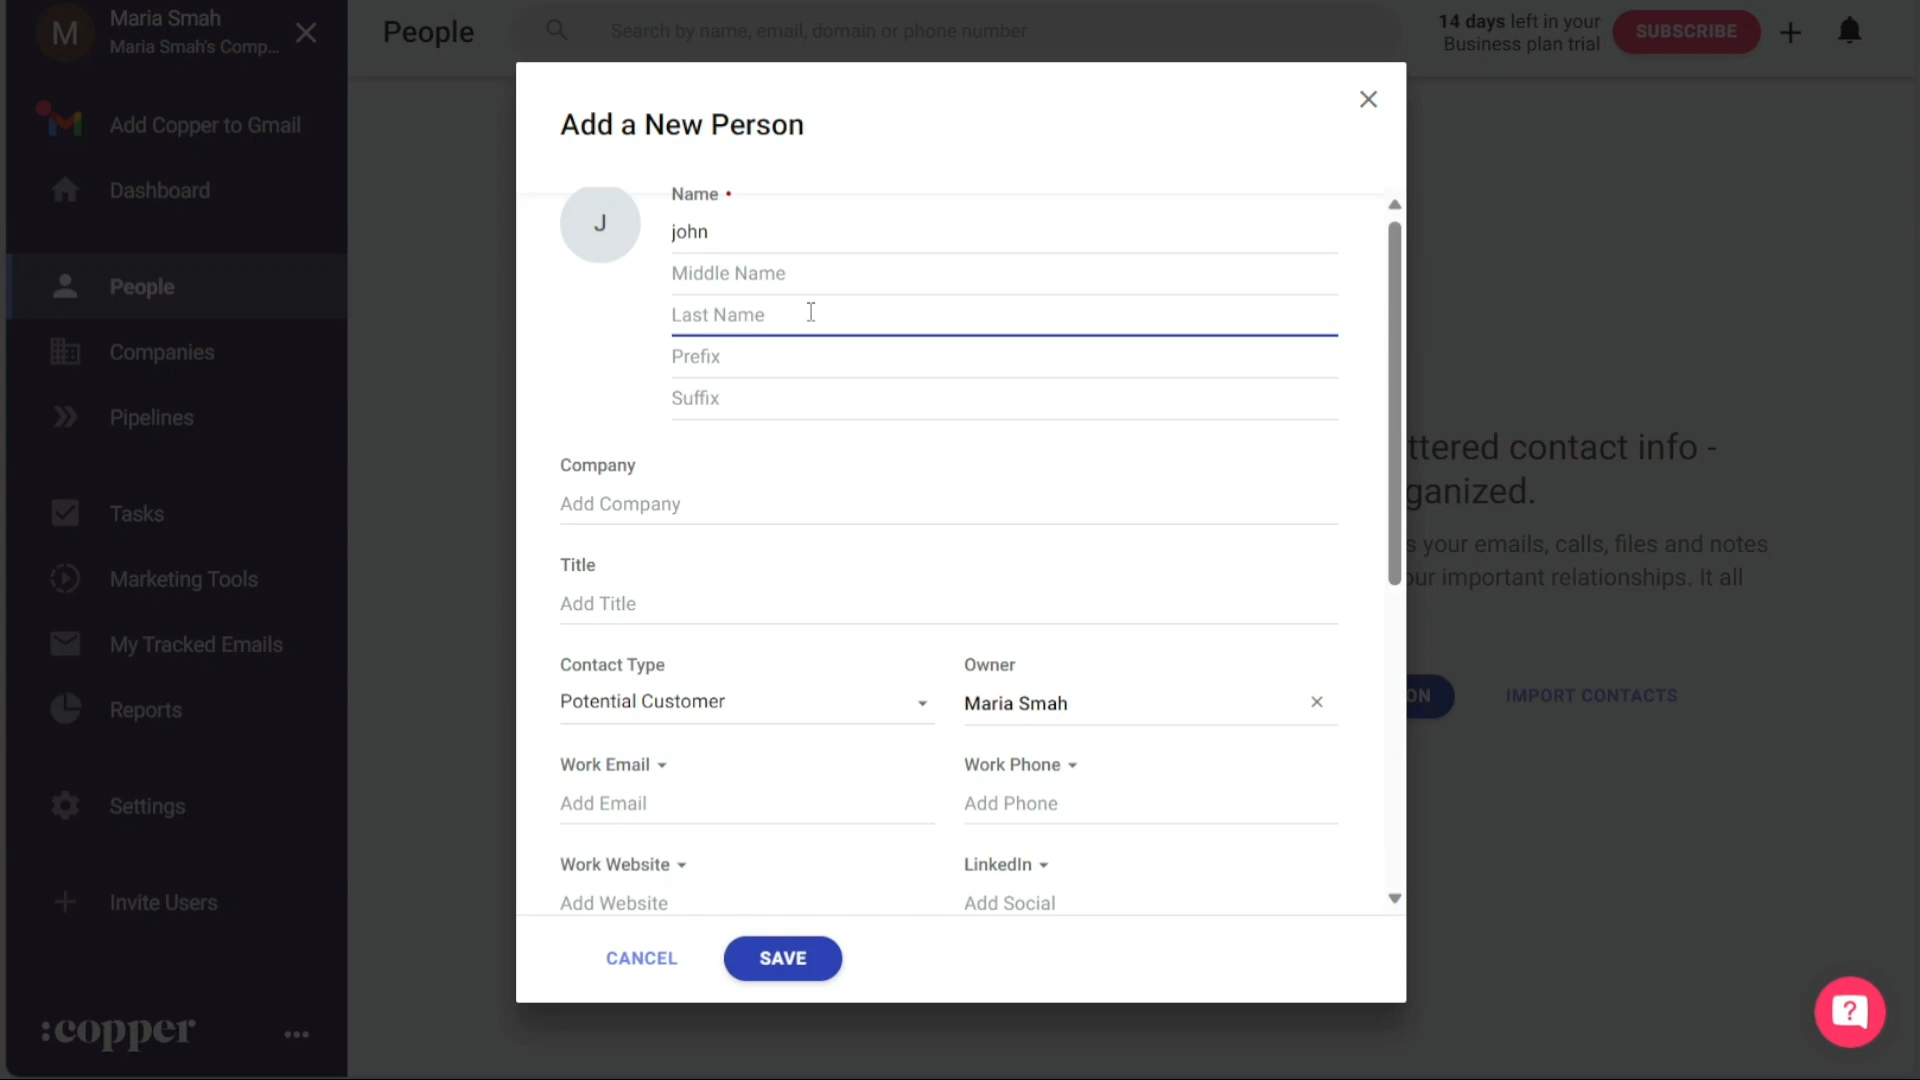 M
Maria Smah
Maria Smah's Comp...
Add Copper to Gmail
Dashboard
People
Companies
Pipelines
Tasks
Marketing Tools
My Tracked Emails
Reports
Settings
Invite Users
:copper
People
Search by name, email, domain or phone number
14 days left in your
Business plan trial
SUBSCRIBE
Add a New Person
J
Name
john
Middle Name
Last Name
Prefix
Suffix
Company
Add Company
Title
Add Title
Contact Type
Potential Customer
Owner
Maria Smah
Work Email
Add Email
Work Phone
Add Phone
Work Website
Add Website
LinkedIn
Add Social
CANCEL
SAVE
ttered contact info -
ganized.
s your emails, calls, files and notes
our important relationships. It all
ON
IMPORT CONTACTS
?